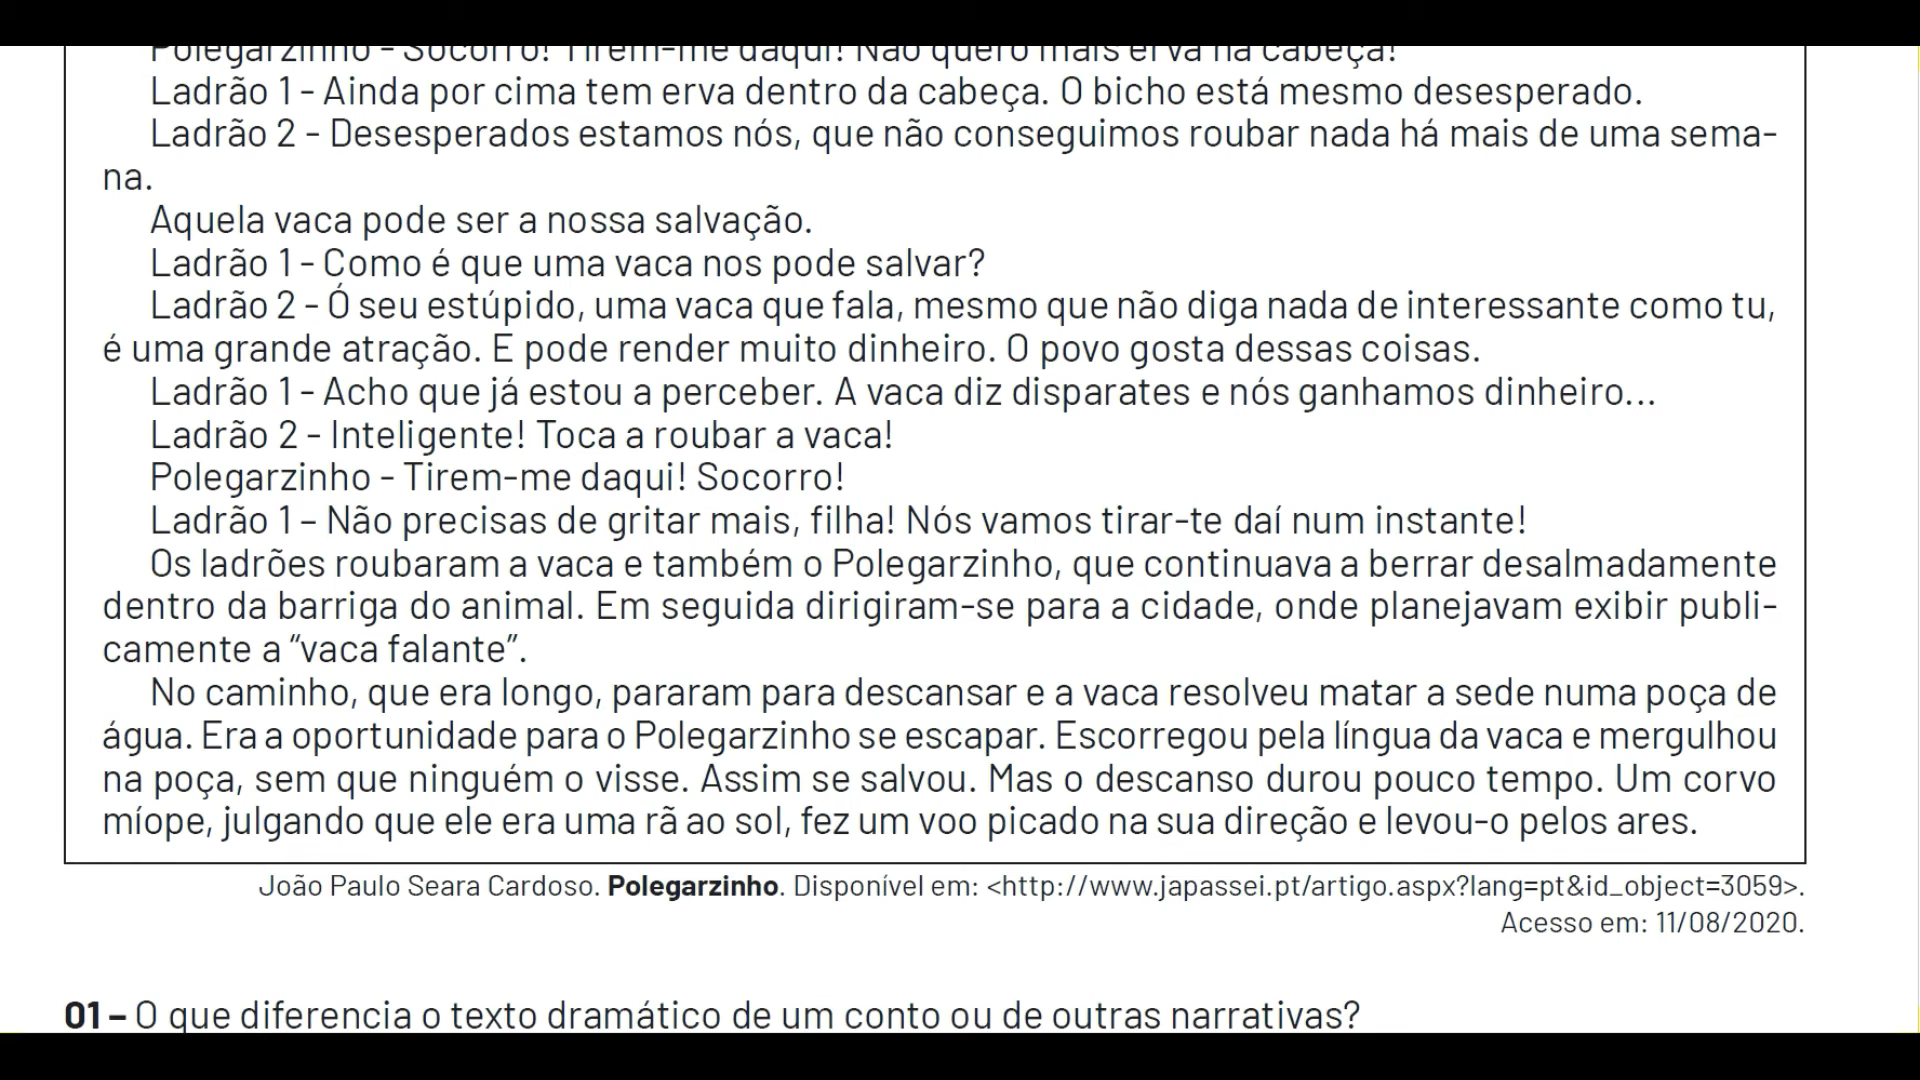 Polegarzinho - Socorro! Tirem-me daqui! Não quero mais erva na cabeça!
Ladrão 1 - Ainda por cima tem erva dentro da cabeça. O bicho está mesmo desesperado.
Ladrão 2 - Desesperados estamos nós, que não conseguimos roubar nada há mais de uma sema-
na.
Aquela vaca pode ser a nossa salvação.
Ladrão 1 - Como é que uma vaca nos pode salvar?
Ladrão 2 - Ó seu estúpido, uma vaca que fala, mesmo que não diga nada de interessante como tu,
é uma grande atração. E pode render muito dinheiro. O povo gosta dessas coisas.
Ladrão 1 - Acho que já estou a perceber. A vaca diz disparates e nós ganhamos dinheiro...
Ladrão 2 - Inteligente! Toca a roubar a vaca!
Polegarzinho - Tirem-me daqui! Socorro!
Ladrão 1 – Não precisas de gritar mais, filha! Nós vamos tirar-te daí num instante!
Os ladrões roubaram a vaca e também o Polegarzinho, que continuava a berrar desalmadamente
dentro da barriga do animal. Em seguida dirigiram-se para a cidade, onde planejavam exibir publi-
camente a “vaca falante”.
No caminho, que era longo, pararam para descansar e a vaca resolveu matar a sede numa poça de
água. Era a oportunidade para o Polegarzinho se escapar. Escorregou pela língua da vaca e mergulhou
na poça, sem que ninguém o visse. Assim se salvou. Mas o descanso durou pouco tempo. Um corvo
míope, julgando que ele era uma rã ao sol, fez um voo picado na sua direção e levou-o pelos ares.
João Paulo Seara Cardoso. Polegarzinho. Disponível em: <http://www.japassei.pt/artigo.aspx?lang=pt&id_object=3059>.
Acesso em: 11/08/2020.
01 – O que diferencia o texto dramático de um conto ou de outras narrativas?